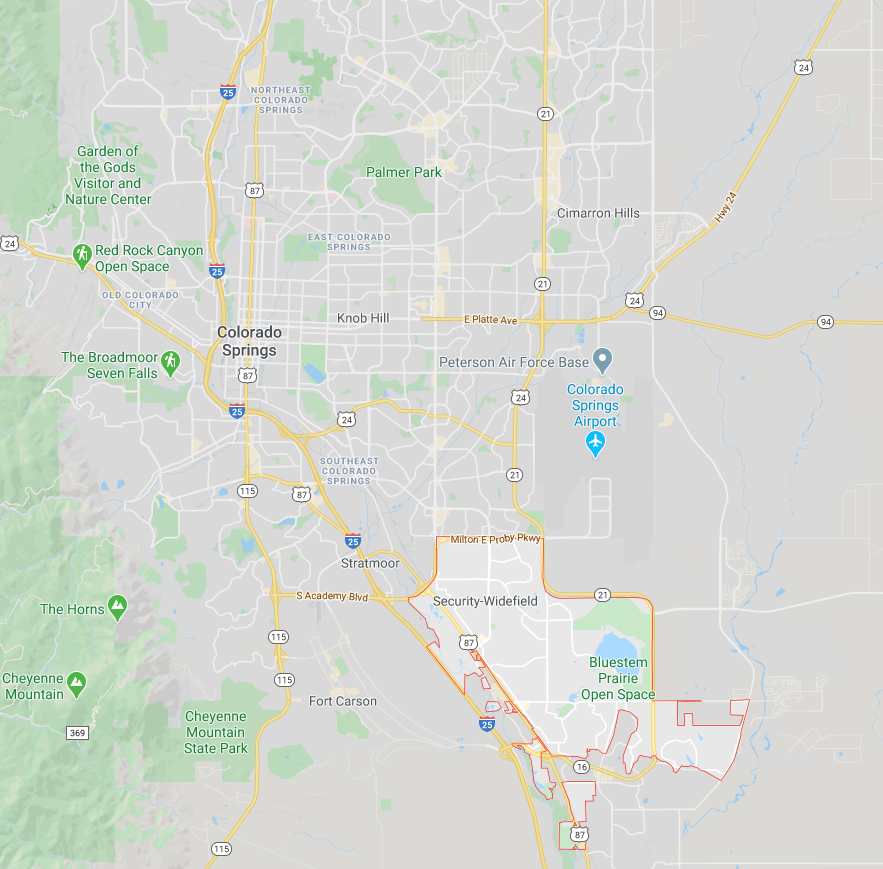 24
25
NORTHEAST
COLORADO
SPRINGS
21
Garden of
the Gods
Visitor and
Nature Center
Palmer Park
87
Hwy 24
Cimarron Hills
24
EAST COLORADO
SPRINGS
Red Rock Canyon
Open Space
25
21
OLD COLORADO
CITY
24
94
94
Knob Hill
E Platte Ave
Colorado
Springs
The Broadmoor
Seven Falls
Peterson Air Force Base
87
24
Colorado
Springs
Airport
25
24
SOUTHEAST
COLORADO
SPRINGS
21
115
87
25
Milton E Proby Pkwy
Stratmoor
S Academy Blvd
21
Security-Widefield
The Horns
115
87
Bluestem
Prairie
Open Space
Cheyenne
Mountain
115
Fort Carson
Cheyenne
Mountain
State Park
25
369
16
87
115